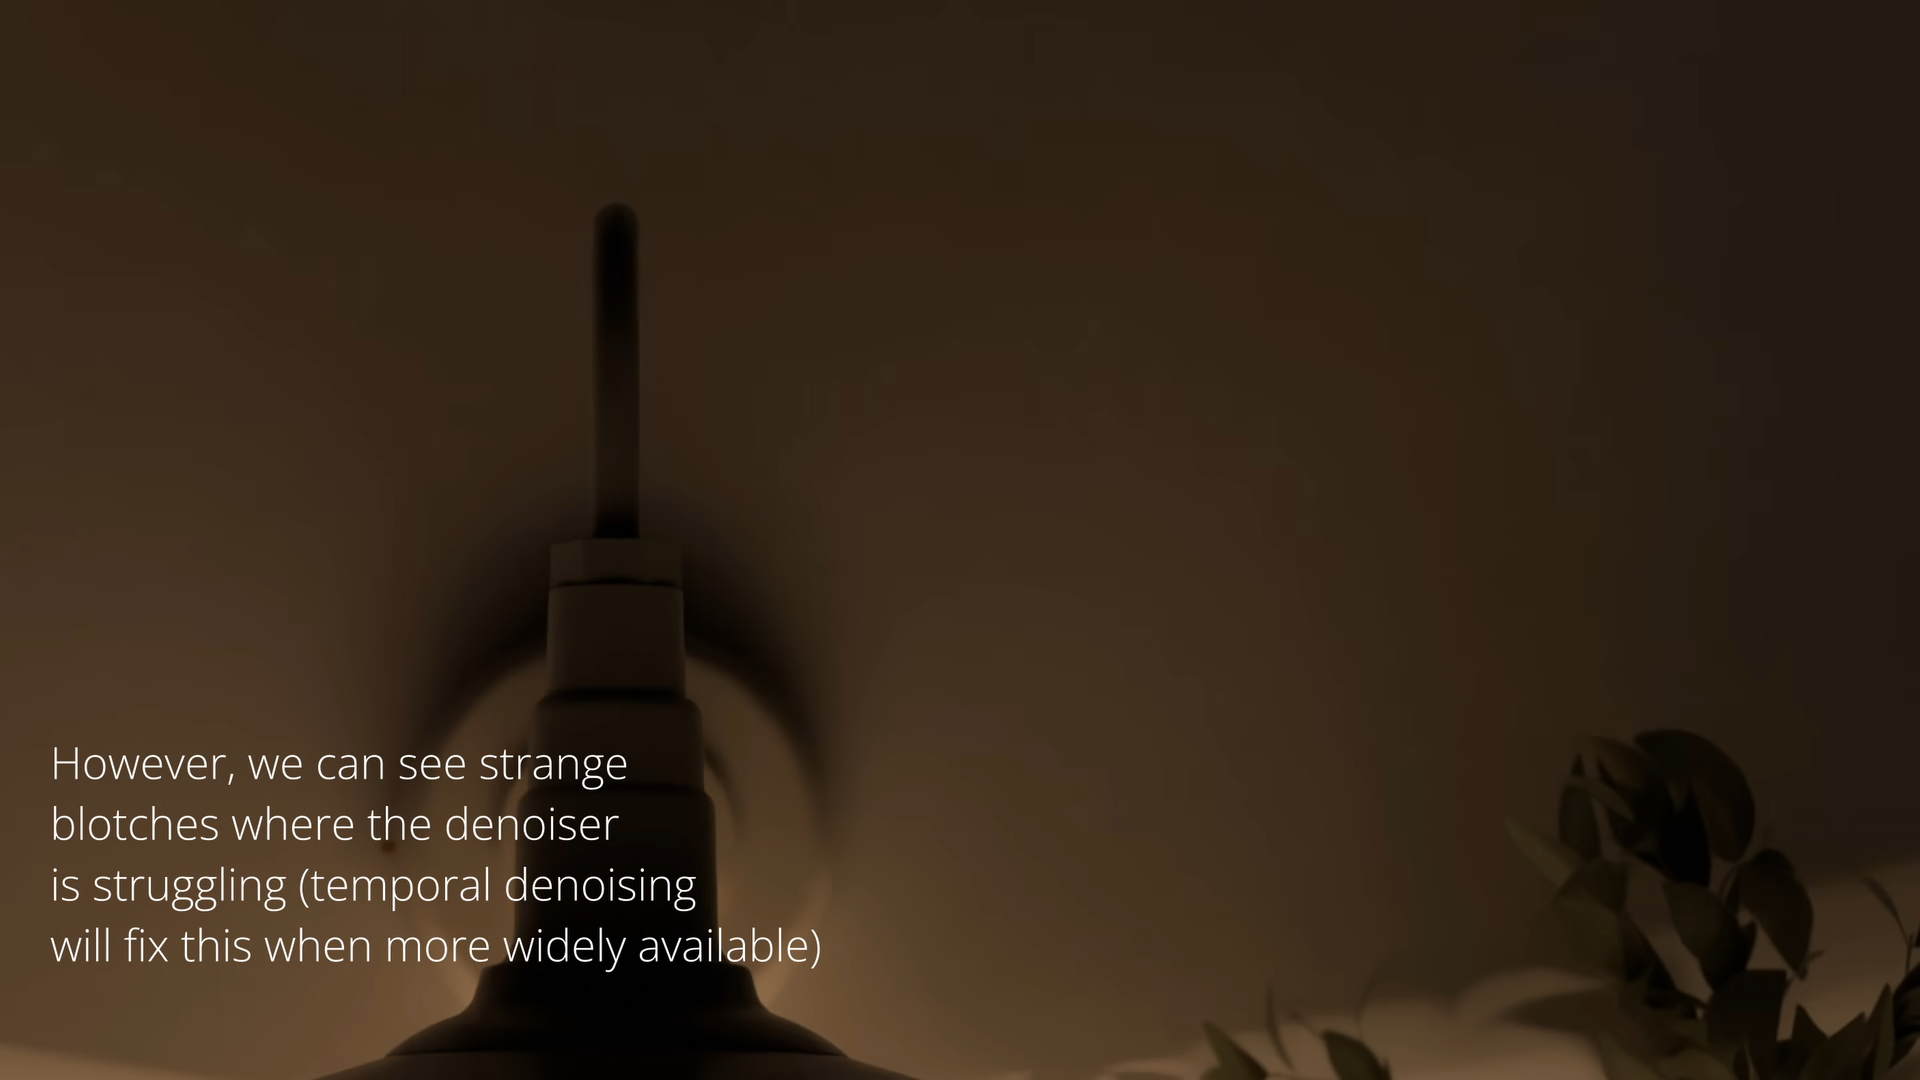 However, we can see strange
blotches where the denoiser
is struggling (temporal denoising
will fix this when more widely available)